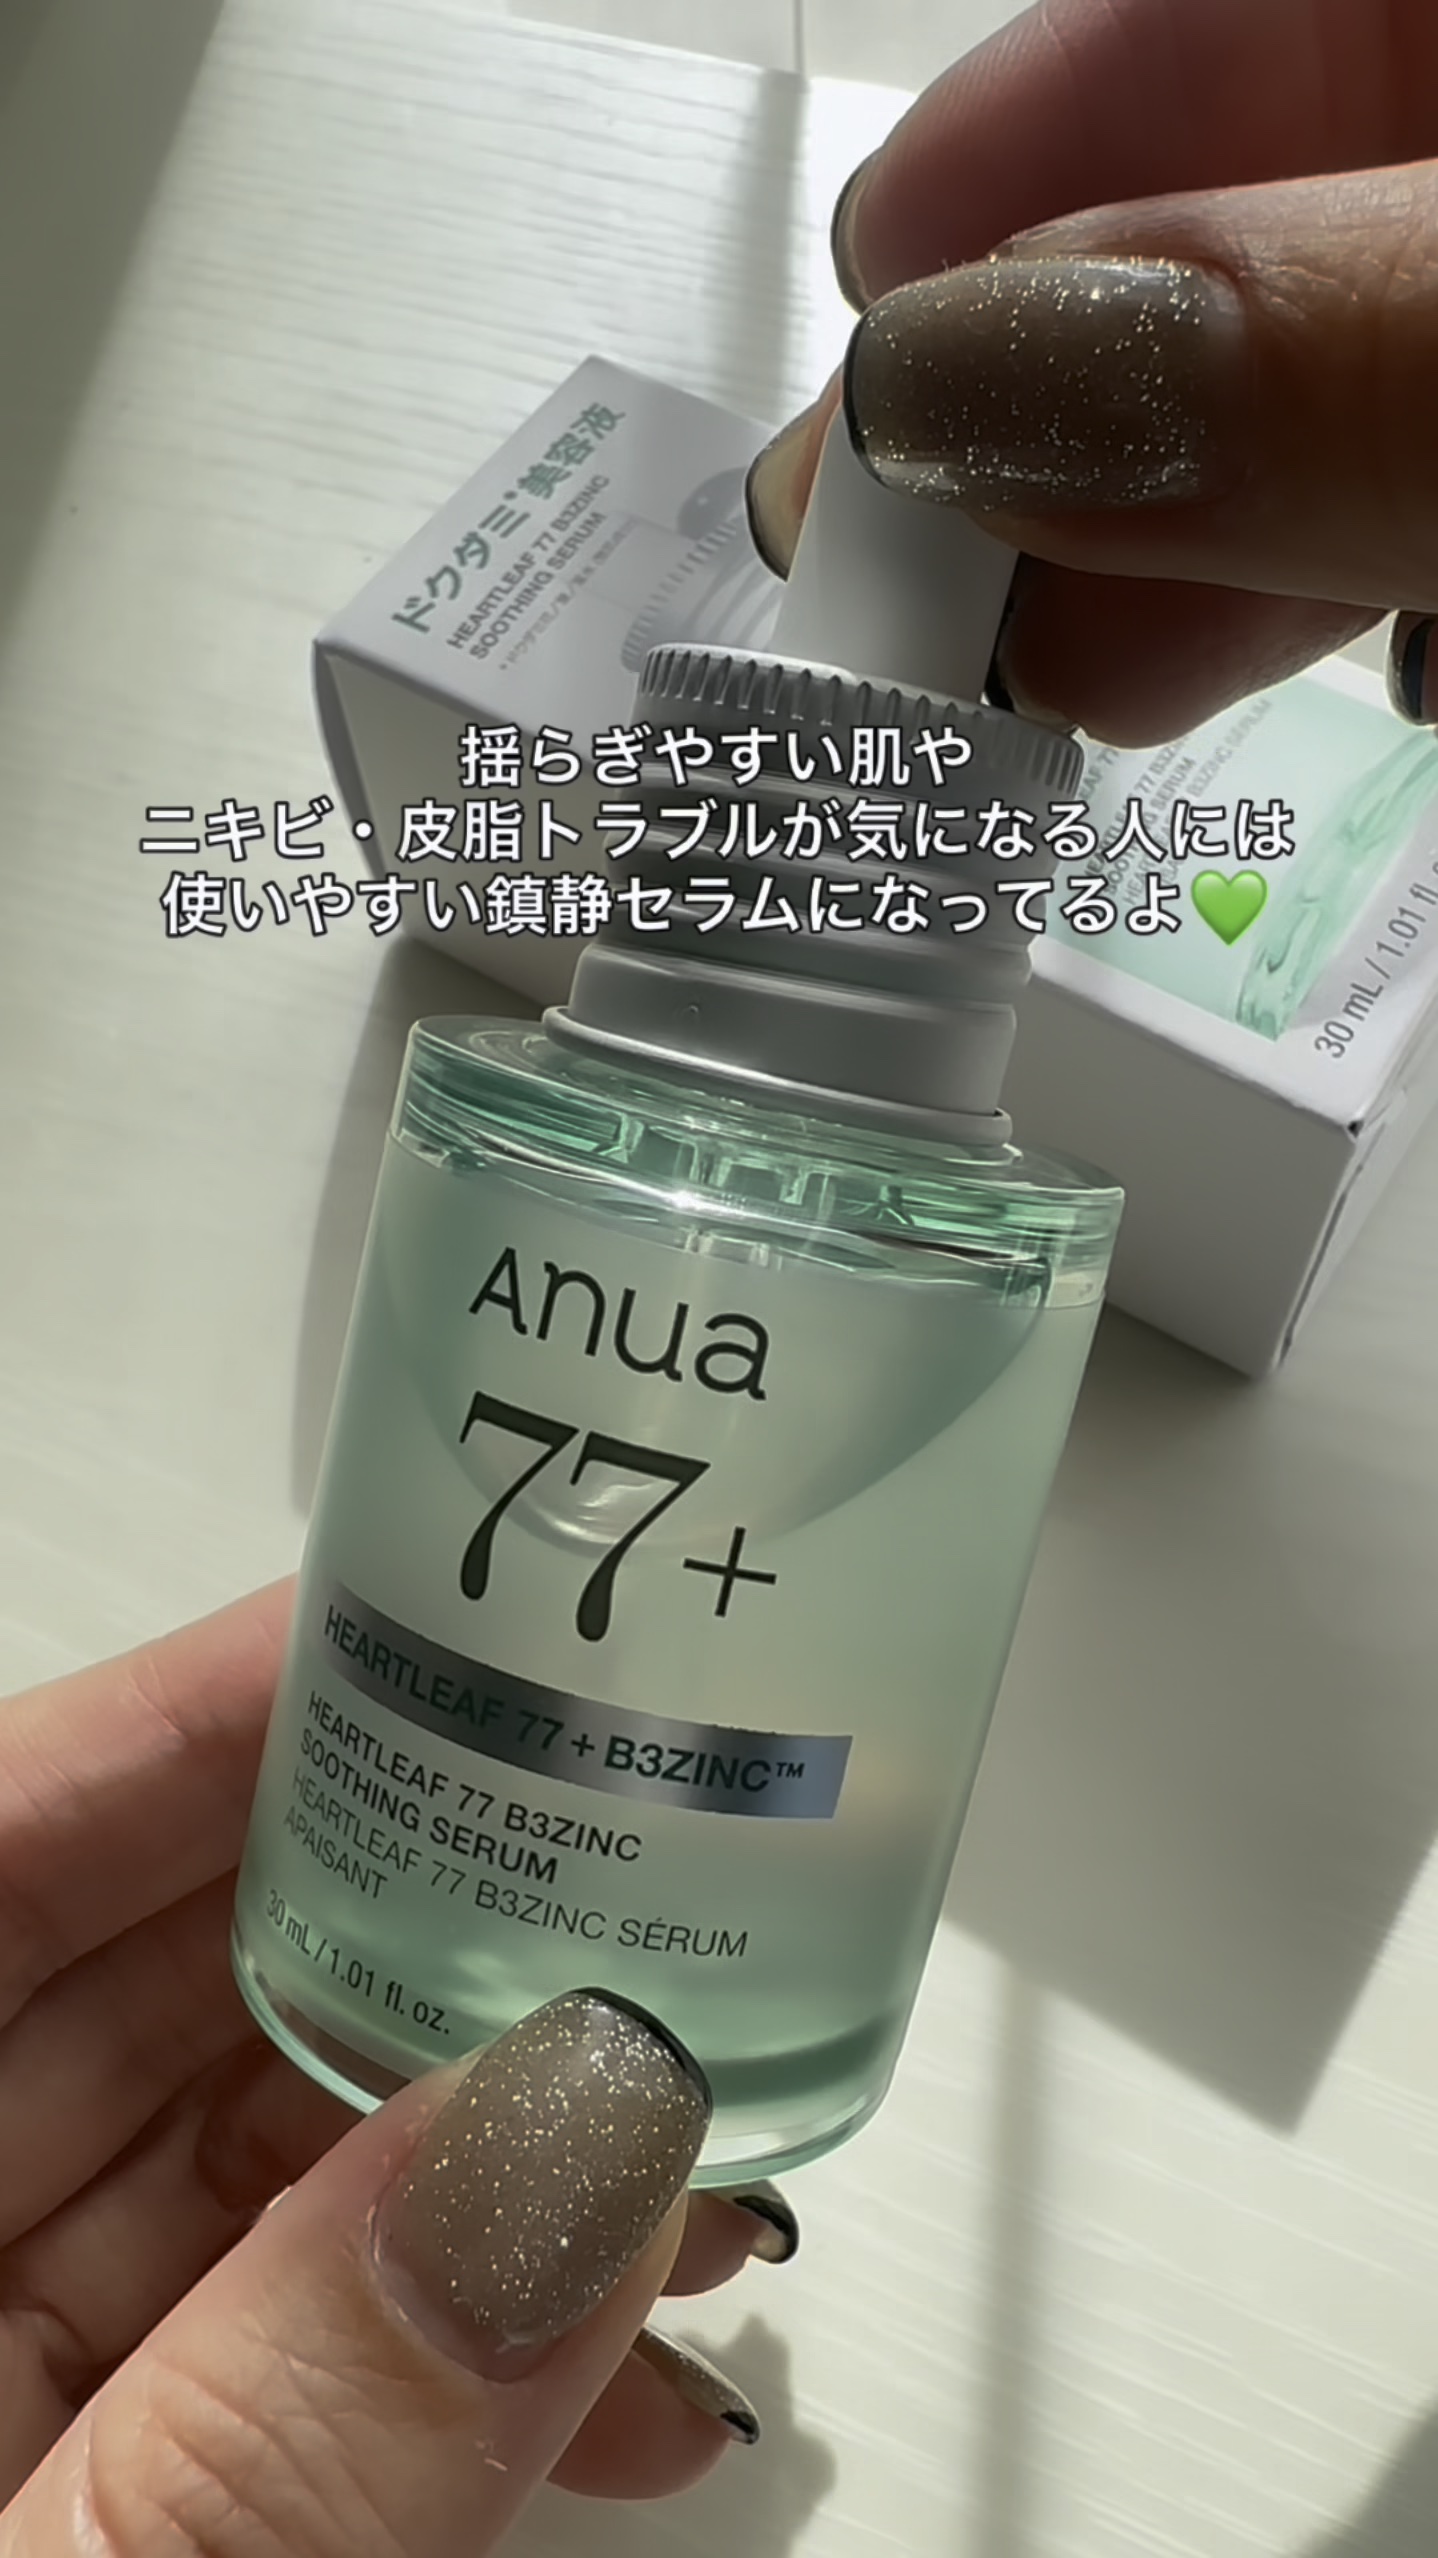 ドクダミ*美容液
HEARTLEAF 77 B3ZINC
SOOTHING SERUM
揺らぎやすい肌や
ニキビ・皮脂トラブルが気になる人には
使いやすい鎮静セラムになってるよ💚
30 mL / 1.01 fl.
Anua
77+
HEARTLEAF 77 + B3ZINC™
HEARTLEAF 77 B3ZINC
SOOTHING SERUM
HEARTLEAF 77 B3ZINC SÉRUM
APAISANT
30 mL / 1.01 fl. oz.